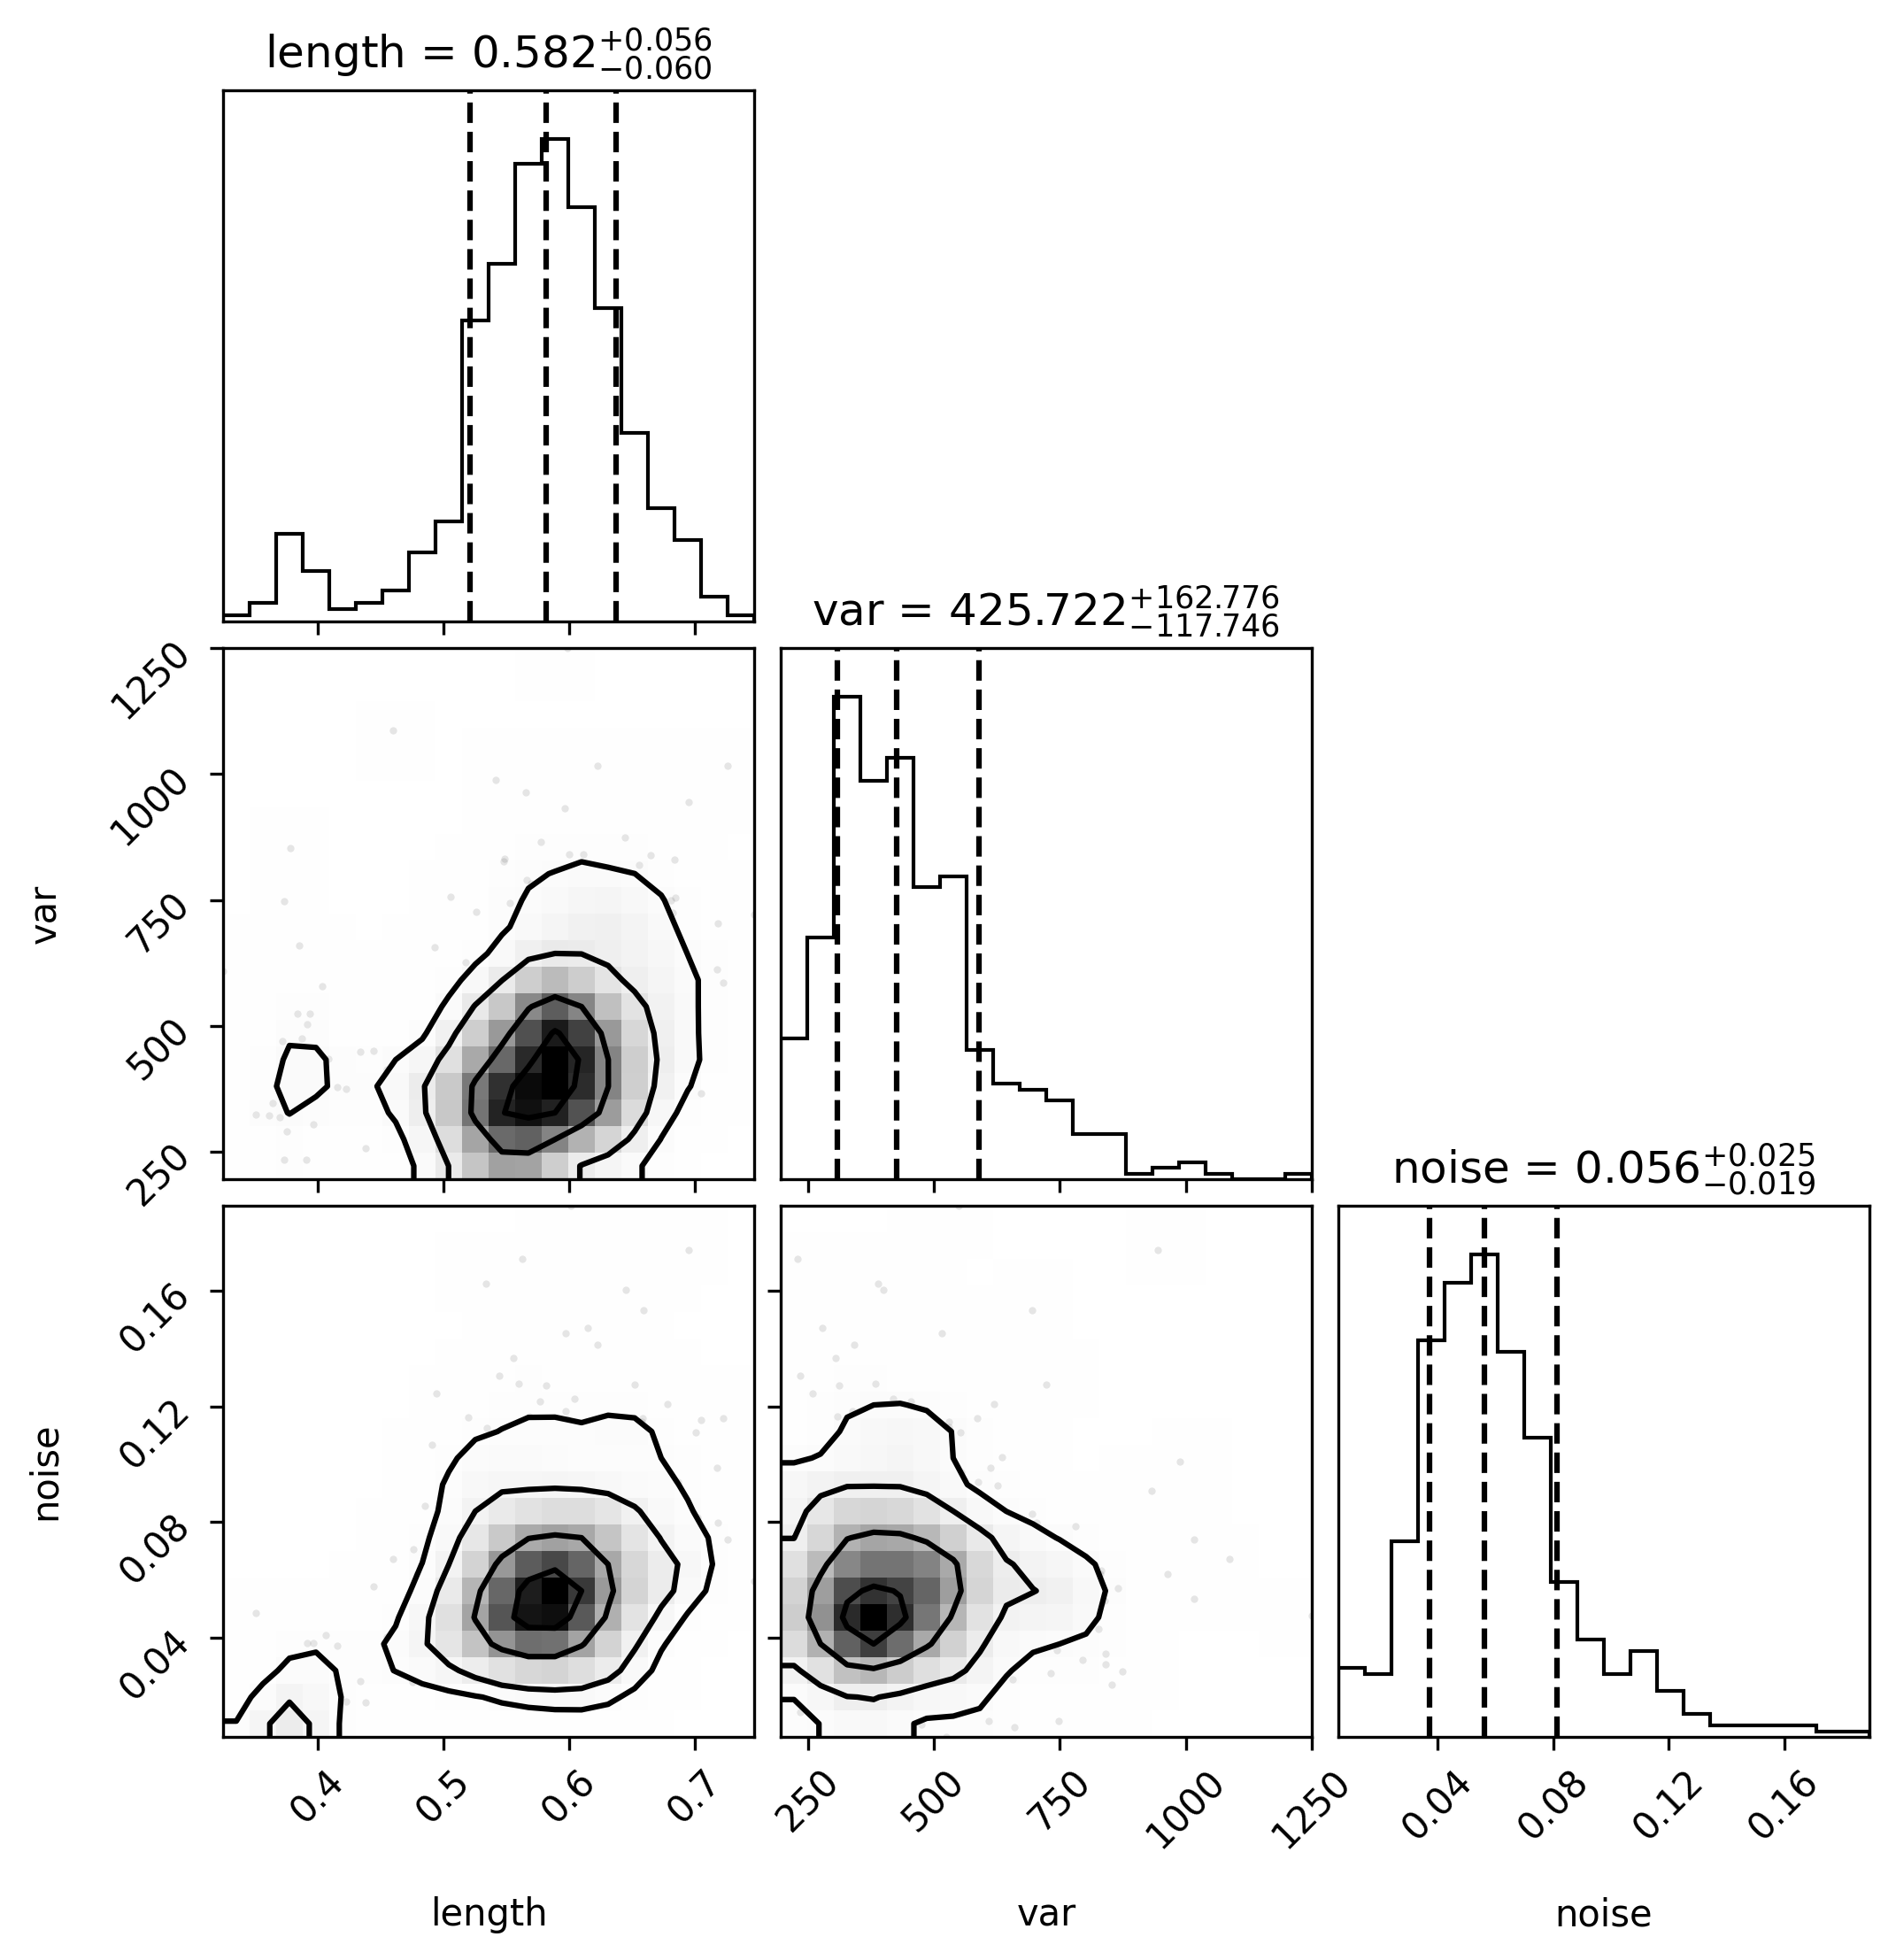 length = 0.582 +0.056 −0.060
var = 425.722 +162.776 −117.746
1250
1000
750
500
250
var
noise = 0.056 +0.025 −0.019
0.16
0.12
0.08
0.04
noise
0.4 0.5 0.6 0.7 250 500 750 1000 1250 0.04 0.08 0.12 0.16
length var noise